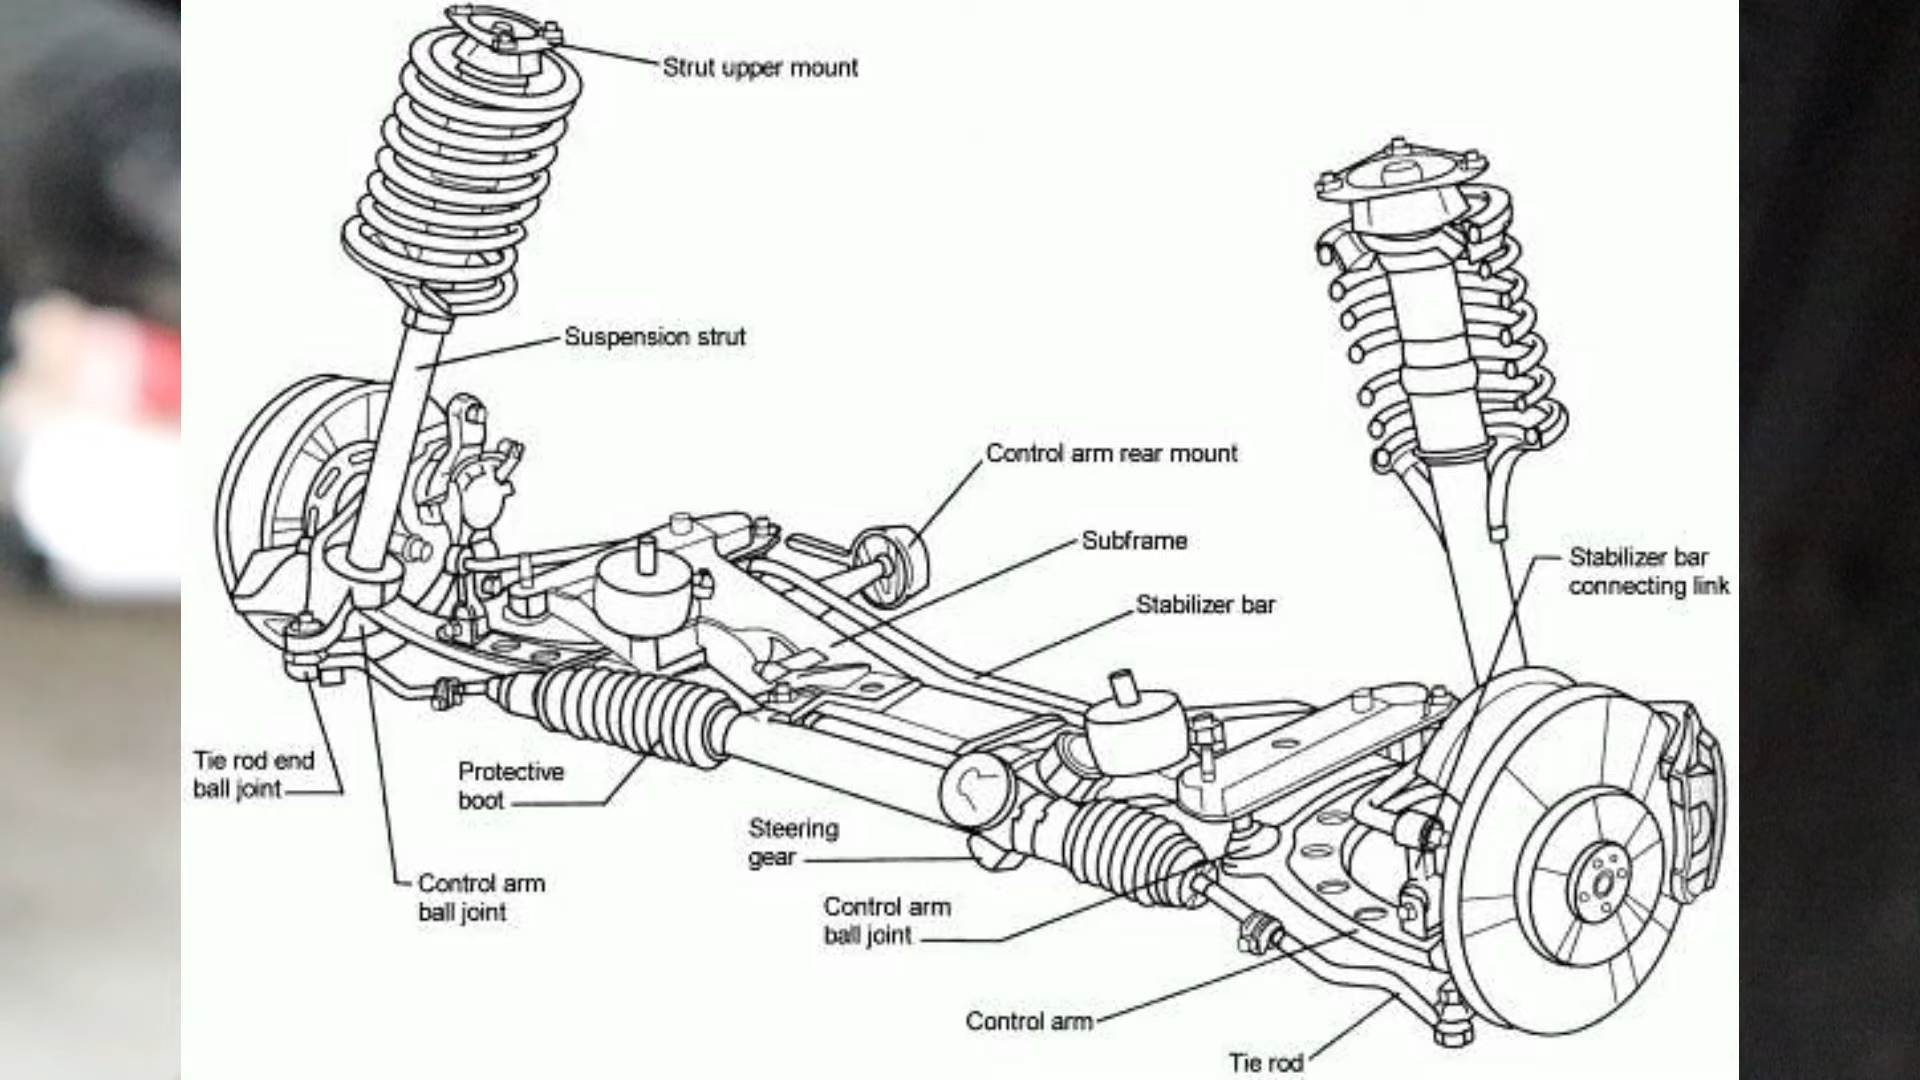 Strut upper mount
Suspension strut
Control arm rear mount
Subframe
Stabilizer bar
connecting link
Stabilizer bar
Tie rod end
ball joint
Protective
boot
Steering
gear
Control arm
ball joint
Control arm
ball joint
Control arm
Tie rod